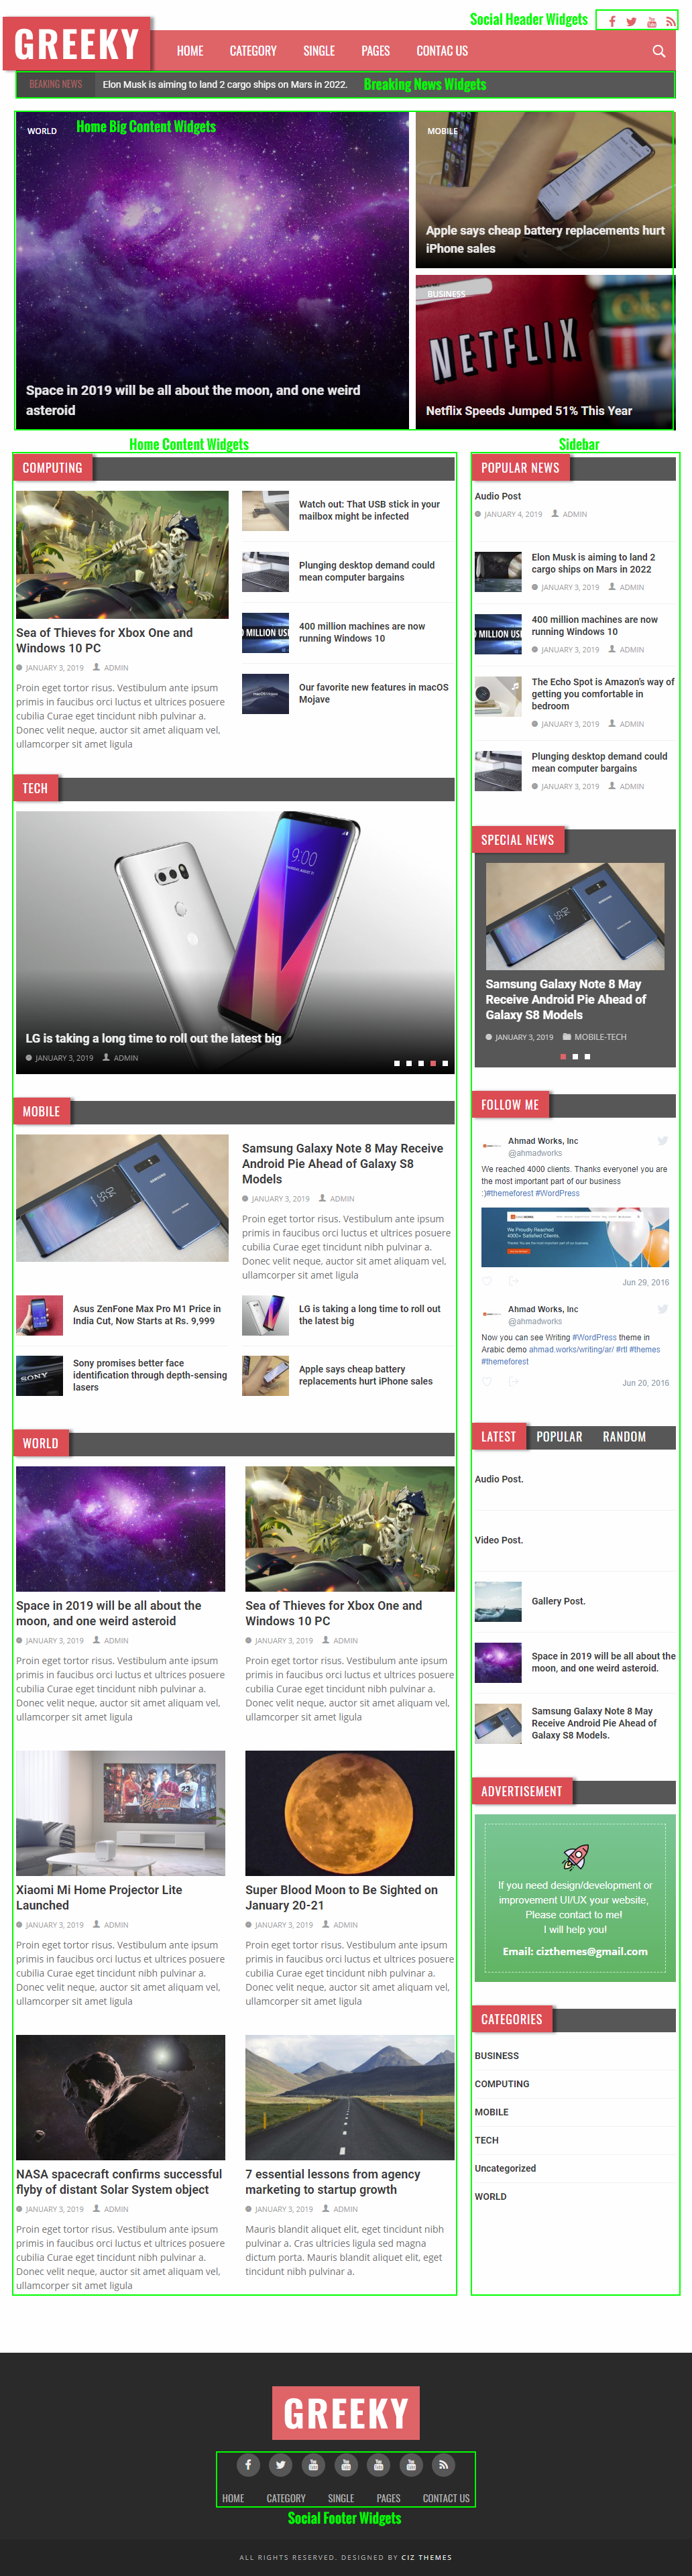 Social Header Widgets
GREEKY
HOME CATEGORY SINGLE PAGES CONTAC US
BEAKING NEWS Elon Musk is aiming to land 2 cargo ships on Mars in 2022. Breaking News Widgets
WORLD Home Big Content Widgets
Space in 2019 will be all about the moon, and one weird
asteroid
MOBILE
Apple says cheap battery replacements hurt
iPhone sales
BUSINESS
NETFLIX
Netflix Speeds Jumped 51% This Year
Home Content Widgets
COMPUTING
Sea of Thieves for Xbox One and
Windows 10 PC
JANUARY 3, 2019 ADMIN
Proin eget tortor risus. Vestibulum ante ipsum
primis in faucibus orci luctus et ultrices posuere
cubilia Curae eget tincidunt nibh pulvinar a.
Donec velit neque, auctor sit amet aliquam vel,
ullamcorper sit amet ligula
Watch out: That USB stick in your
mailbox might be infected
Plunging desktop demand could
mean computer bargains
MILLION US
400 million machines are now
running Windows 10
Our favorite new features in macOS
Mojave
TECH
9:00
LG is taking a long time to roll out the latest big
JANUARY 3, 2019 ADMIN
MOBILE
Samsung Galaxy Note 8 May Receive
Android Pie Ahead of Galaxy S8
Models
JANUARY 3, 2019 ADMIN
Proin eget tortor risus. Vestibulum ante ipsum
primis in faucibus orci luctus et ultrices posuere
cubilia Curae eget tincidunt nibh pulvinar a.
Donec velit neque, auctor sit amet aliquam vel,
ullamcorper sit amet ligula
Asus ZenFone Max Pro M1 Price in
India Cut, Now Starts at Rs. 9,999
LG is taking a long time to roll out
the latest big
SONY
Sony promises better face
identification through depth-sensing
lasers
Apple says cheap battery
replacements hurt iPhone sales
WORLD
Space in 2019 will be all about the
moon, and one weird asteroid
JANUARY 3, 2019 ADMIN
Proin eget tortor risus. Vestibulum ante ipsum
primis in faucibus orci luctus et ultrices posuere
cubilia Curae eget tincidunt nibh pulvinar a.
Donec velit neque, auctor sit amet aliquam vel,
ullamcorper sit amet ligula
Sea of Thieves for Xbox One and
Windows 10 PC
JANUARY 3, 2019 ADMIN
Proin eget tortor risus. Vestibulum ante ipsum
primis in faucibus orci luctus et ultrices posuere
cubilia Curae eget tincidunt nibh pulvinar a.
Donec velit neque, auctor sit amet aliquam vel,
ullamcorper sit amet ligula
Xiaomi Mi Home Projector Lite
Launched
JANUARY 3, 2019 ADMIN
Proin eget tortor risus. Vestibulum ante ipsum
primis in faucibus orci luctus et ultrices posuere
cubilia Curae eget tincidunt nibh pulvinar a.
Donec velit neque, auctor sit amet aliquam vel,
ullamcorper sit amet ligula
Super Blood Moon to Be Sighted on
January 20-21
JANUARY 3, 2019 ADMIN
Proin eget tortor risus. Vestibulum ante ipsum
primis in faucibus orci luctus et ultrices posuere
cubilia Curae eget tincidunt nibh pulvinar a.
Donec velit neque, auctor sit amet aliquam vel,
ullamcorper sit amet ligula
NASA spacecraft confirms successful
flyby of distant Solar System object
JANUARY 3, 2019 ADMIN
Proin eget tortor risus. Vestibulum ante ipsum
primis in faucibus orci luctus et ultrices posuere
cubilia Curae eget tincidunt nibh pulvinar a.
Donec velit neque, auctor sit amet aliquam vel,
ullamcorper sit amet ligula
7 essential lessons from agency
marketing to startup growth
JANUARY 3, 2019 ADMIN
Mauris blandit aliquet elit, eget tincidunt nibh
pulvinar a. Cras ultricies ligula sed magna
dictum porta. Mauris blandit aliquet elit, eget
tincidunt nibh pulvinar a.
Sidebar
POPULAR NEWS
Audio Post
JANUARY 4, 2019 ADMIN
Elon Musk is aiming to land 2
cargo ships on Mars in 2022
JANUARY 3, 2019 ADMIN
MILLION US
400 million machines are now
running Windows 10
JANUARY 3, 2019 ADMIN
The Echo Spot is Amazon's way of
getting you comfortable in
bedroom
JANUARY 3, 2019 ADMIN
Plunging desktop demand could
mean computer bargains
JANUARY 3, 2019 ADMIN
SPECIAL NEWS
Samsung Galaxy Note 8 May
Receive Android Pie Ahead of
Galaxy S8 Models
JANUARY 3, 2019 MOBILE-TECH
FOLLOW ME
Ahmad Works, Inc
@ahmadworks
We reached 4000 clients. Thanks everyone! you are
the most important part of our business
:)#themeforest #WordPress
We Proudly Reached
4000+ Satisfied Clients.
Jun 29, 2016
Ahmad Works, Inc
@ahmadworks
Now you can see Writing #WordPress theme in
Arabic demo ahmad.works/writing/ar/ #rtl #themes
#themeforest
Jun 20, 2016
LATEST POPULAR RANDOM
Audio Post.
Video Post.
Gallery Post.
Space in 2019 will be all about the
moon, and one weird asteroid.
Samsung Galaxy Note 8 May
Receive Android Pie Ahead of
Galaxy S8 Models.
ADVERTISEMENT
If you need design/development or
improvement UI/UX your website,
Please contact to me!
I will help you!
Email: cizthemes@gmail.com
CATEGORIES
BUSINESS
COMPUTING
MOBILE
TECH
Uncategorized
WORLD
GREEKY
HOME CATEGORY SINGLE PAGES CONTACT US
Social Footer Widgets
ALL RIGHTS RESERVED. DESIGNED BY CIZ THEMES